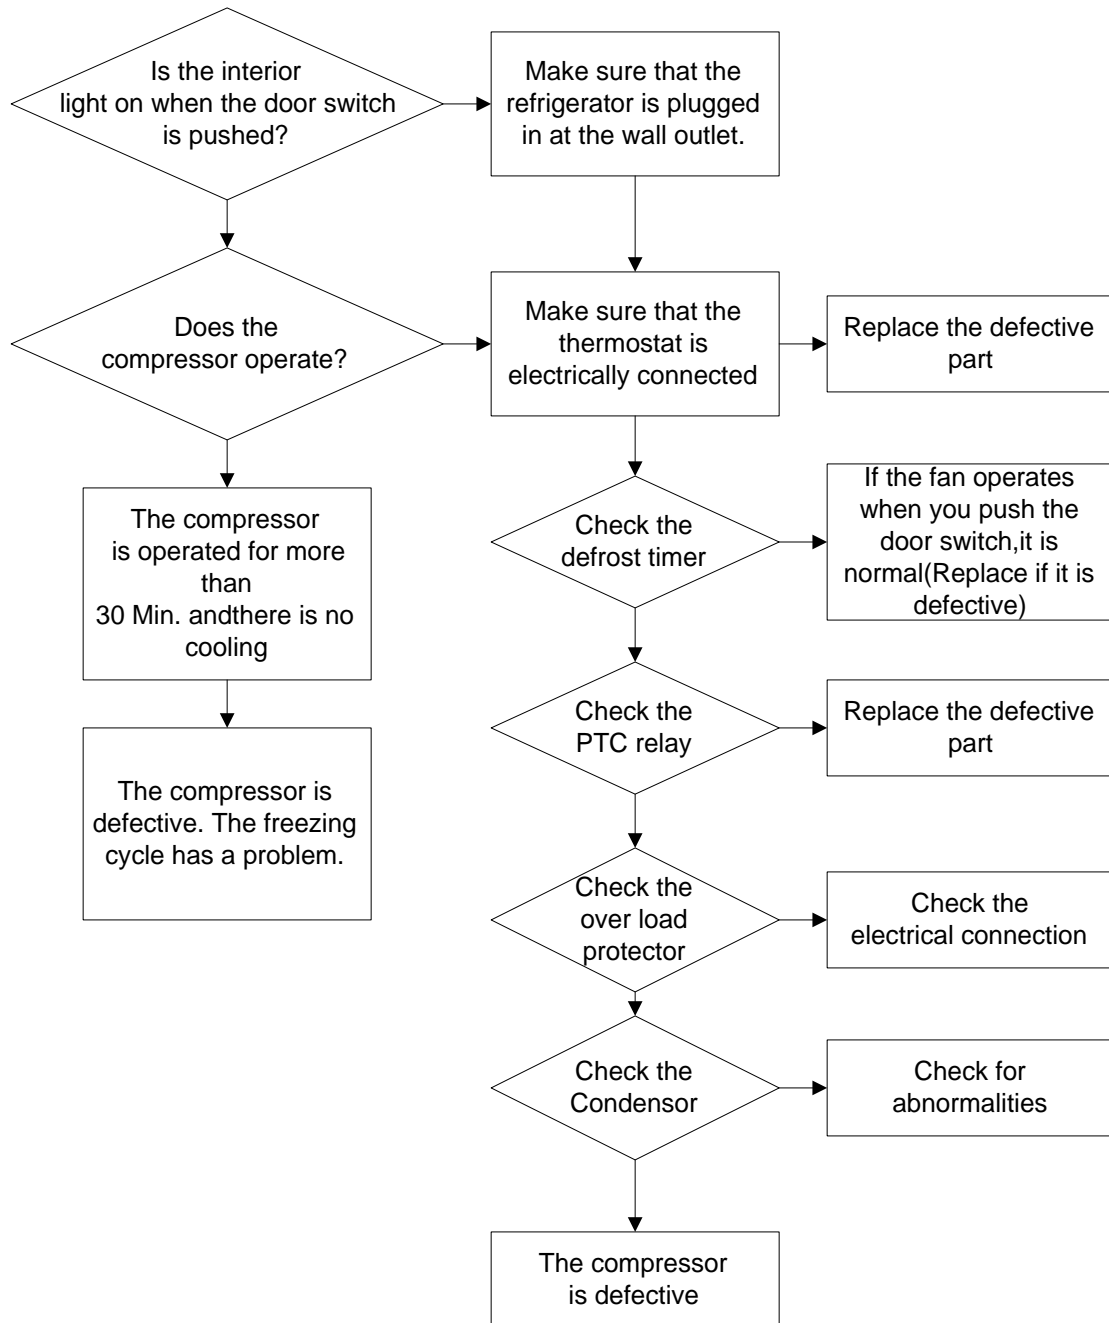 Is the interior
light on when the door switch
is pushed?
Make sure that the
refrigerator is plugged
in at the wall outlet.
Does the
compressor operate?
Make sure that the
thermostat is
electrically connected
Replace the defective
part
The compressor
is operated for more
than
30 Min. andthere is no
cooling
Check the
defrost timer
If the fan operates
when you push the
door switch,it is
normal(Replace if it is
defective)
Check the
PTC relay
Replace the defective
part
The compressor is
defective. The freezing
cycle has a problem.
Check the
over load
protector
Check the
electrical connection
Check the
Condensor
Check for
abnormalities
The compressor
is defective